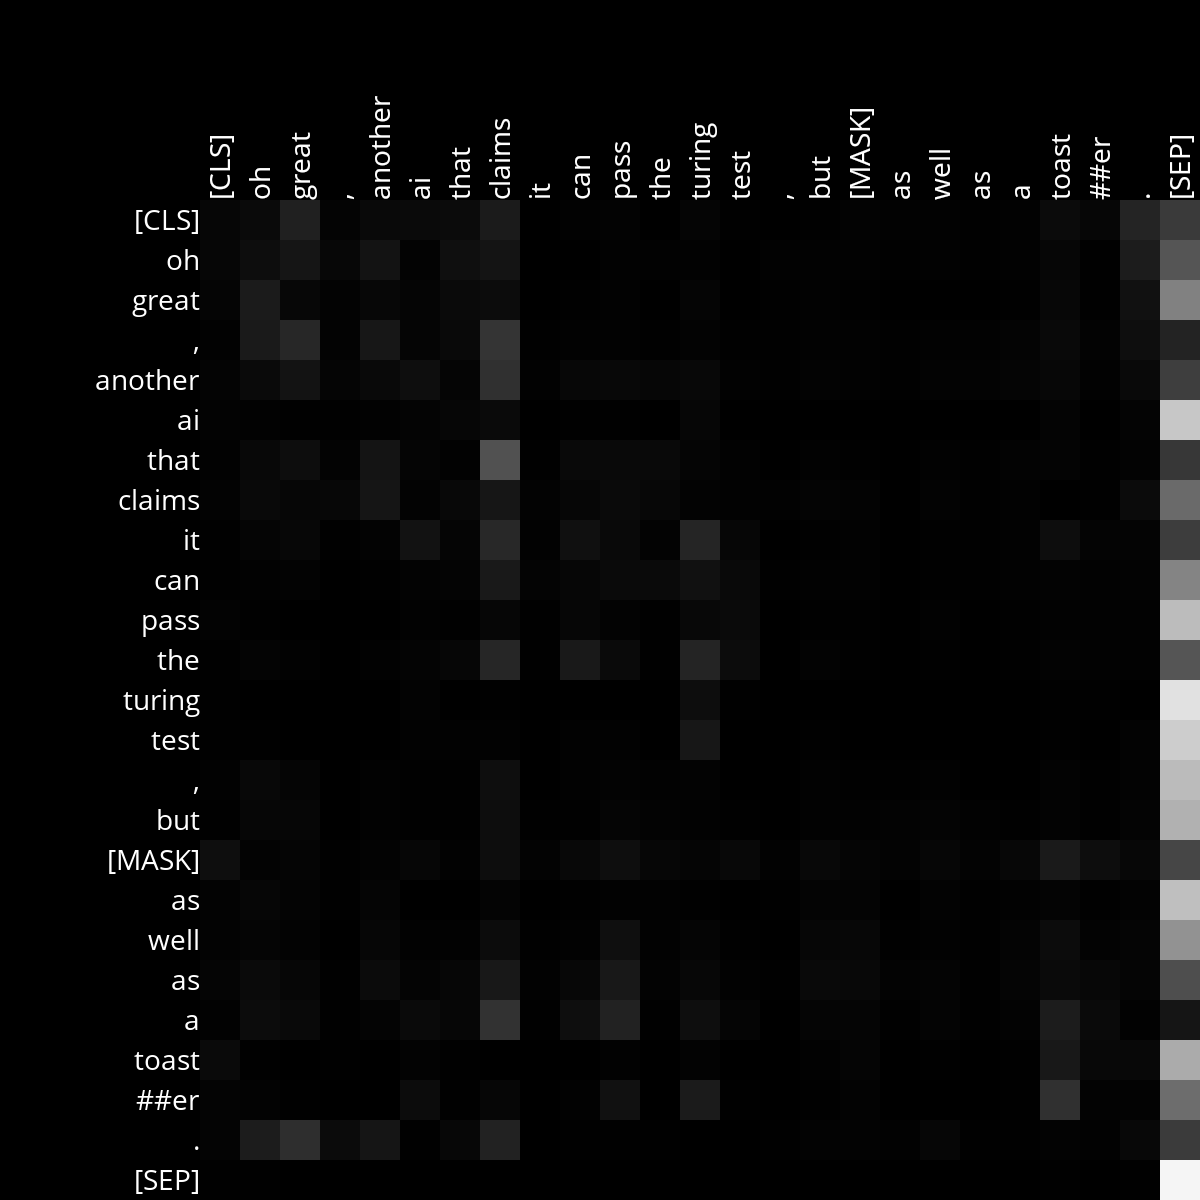 [CLS] oh great , another ai that claims it can pass the turing test , but [MASK] as well as a toast ##er . [SEP]
[CLS]
oh
great
,
another
ai
that
claims
it
can
pass
the
turing
test
,
but
[MASK]
as
well
as
a
toast
##er
.
[SEP]